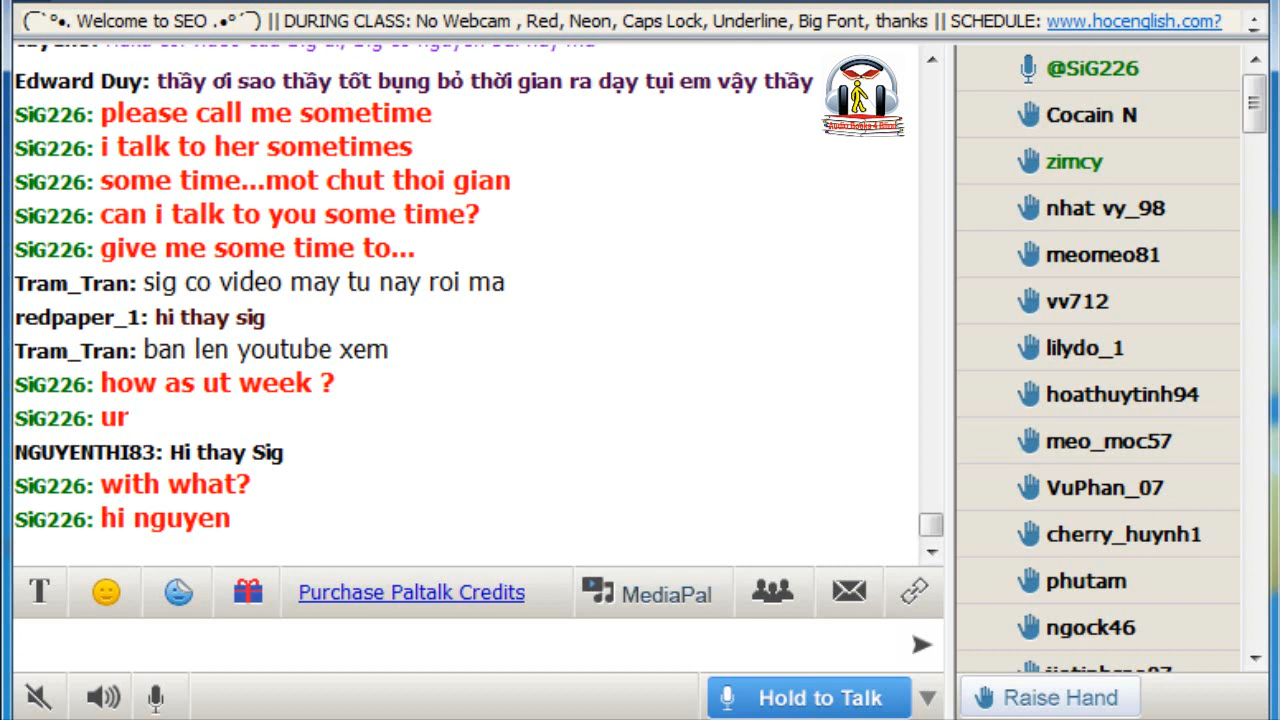 (¯`°•. Welcome to SEO .•°´¯) || DURING CLASS: No Webcam , Red, Neon, Caps Lock, Underline, Big Font, thanks || SCHEDULE: www.hocenglish.com?
Edward Duy: thầy ơi sao thầy tốt bụng bỏ thời gian ra dạy tụi em vậy thầy
SiG226: please call me sometime
SiG226: i talk to her sometimes
SiG226: some time...mot chut thoi gian
SiG226: can i talk to you some time?
SiG226: give me some time to...
Tram_Tran: sig co video may tu nay roi ma
redpaper_1: hi thay sig
Tram_Tran: ban len youtube xem
SiG226: how as ut week ?
SiG226: ur
NGUYENTHI83: Hi thay Sig
SiG226: with what?
SiG226: hi nguyen
Audio Books 4 Blind
T
Purchase Paltalk Credits
MediaPal
Hold to Talk
@SiG226
Cocain N
zimcy
nhat vy_98
meomeo81
vv712
lilydo_1
hoathuytinh94
meo_moc57
VuPhan_07
cherry_huynh1
phutam
ngock46
Raise Hand